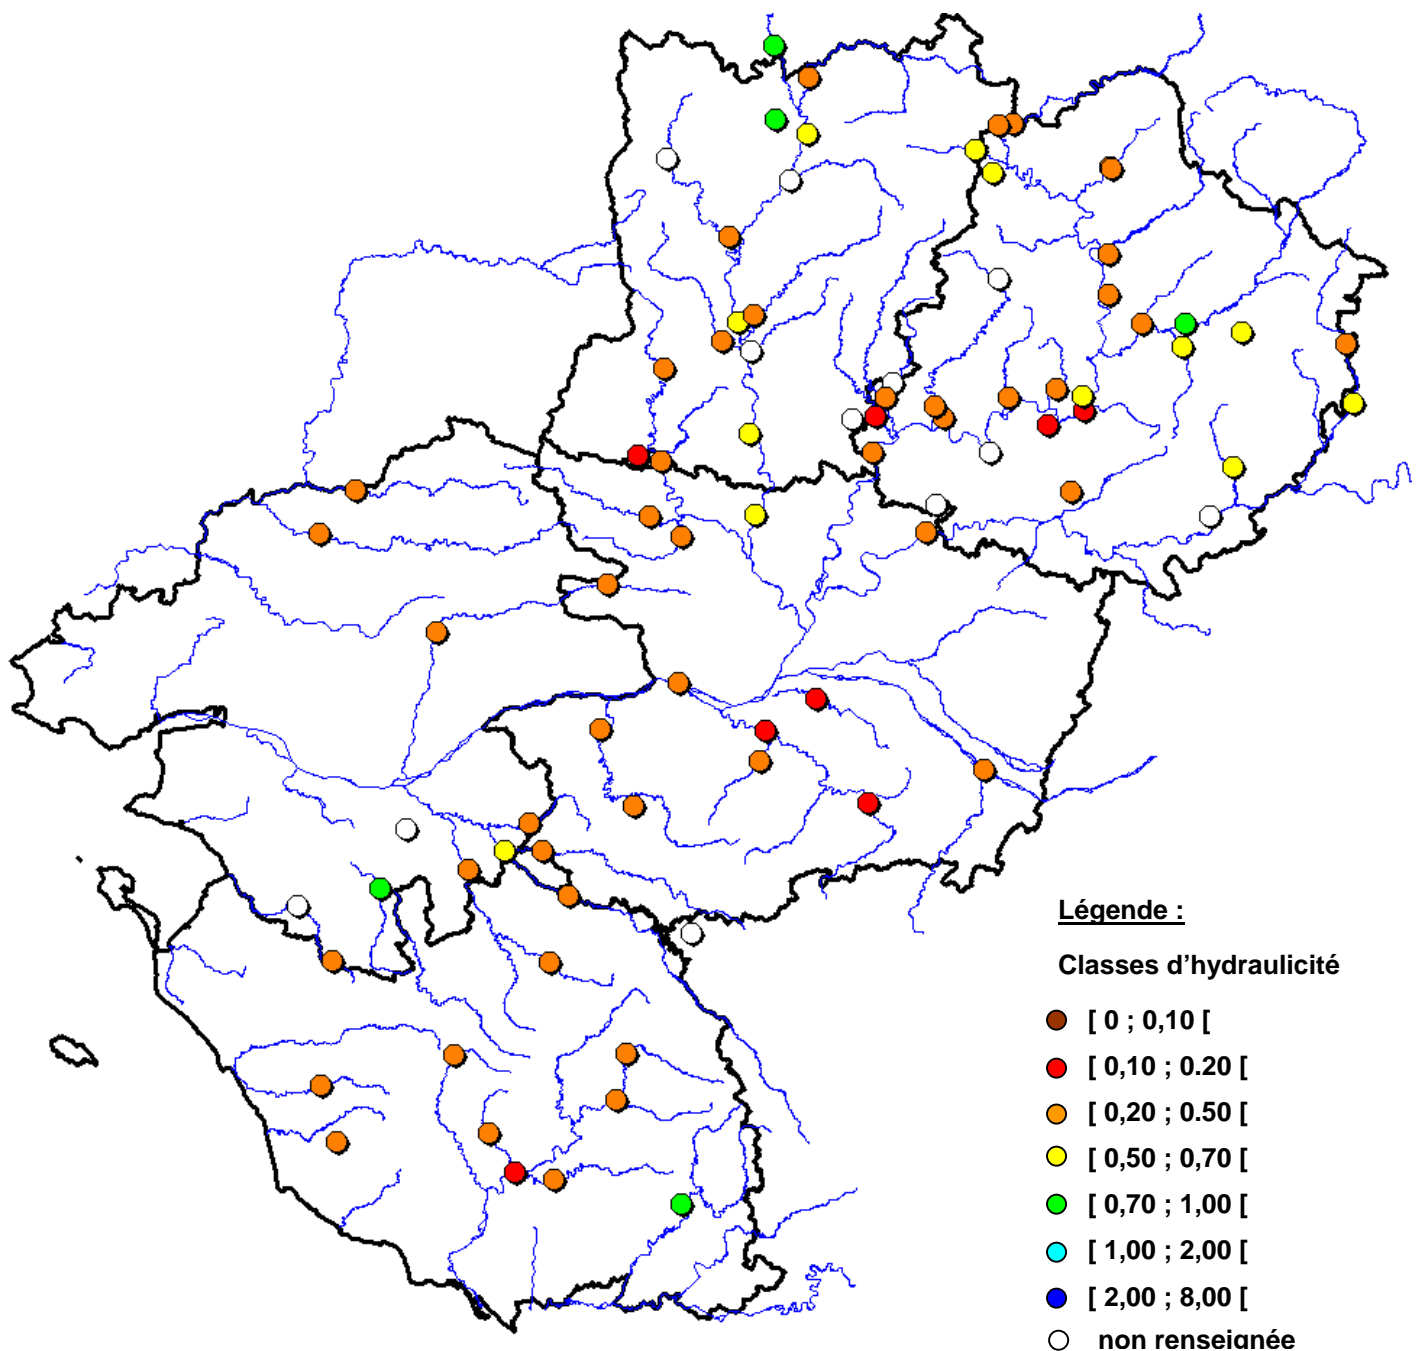 Légende :
Classes d’hydraulicité
[ 0 ; 0,10 [
[ 0,10 ; 0.20 [
[ 0,20 ; 0.50 [
[ 0,50 ; 0,70 [
[ 0,70 ; 1,00 [
[ 1,00 ; 2,00 [
[ 2,00 ; 8,00 [
non renseignée